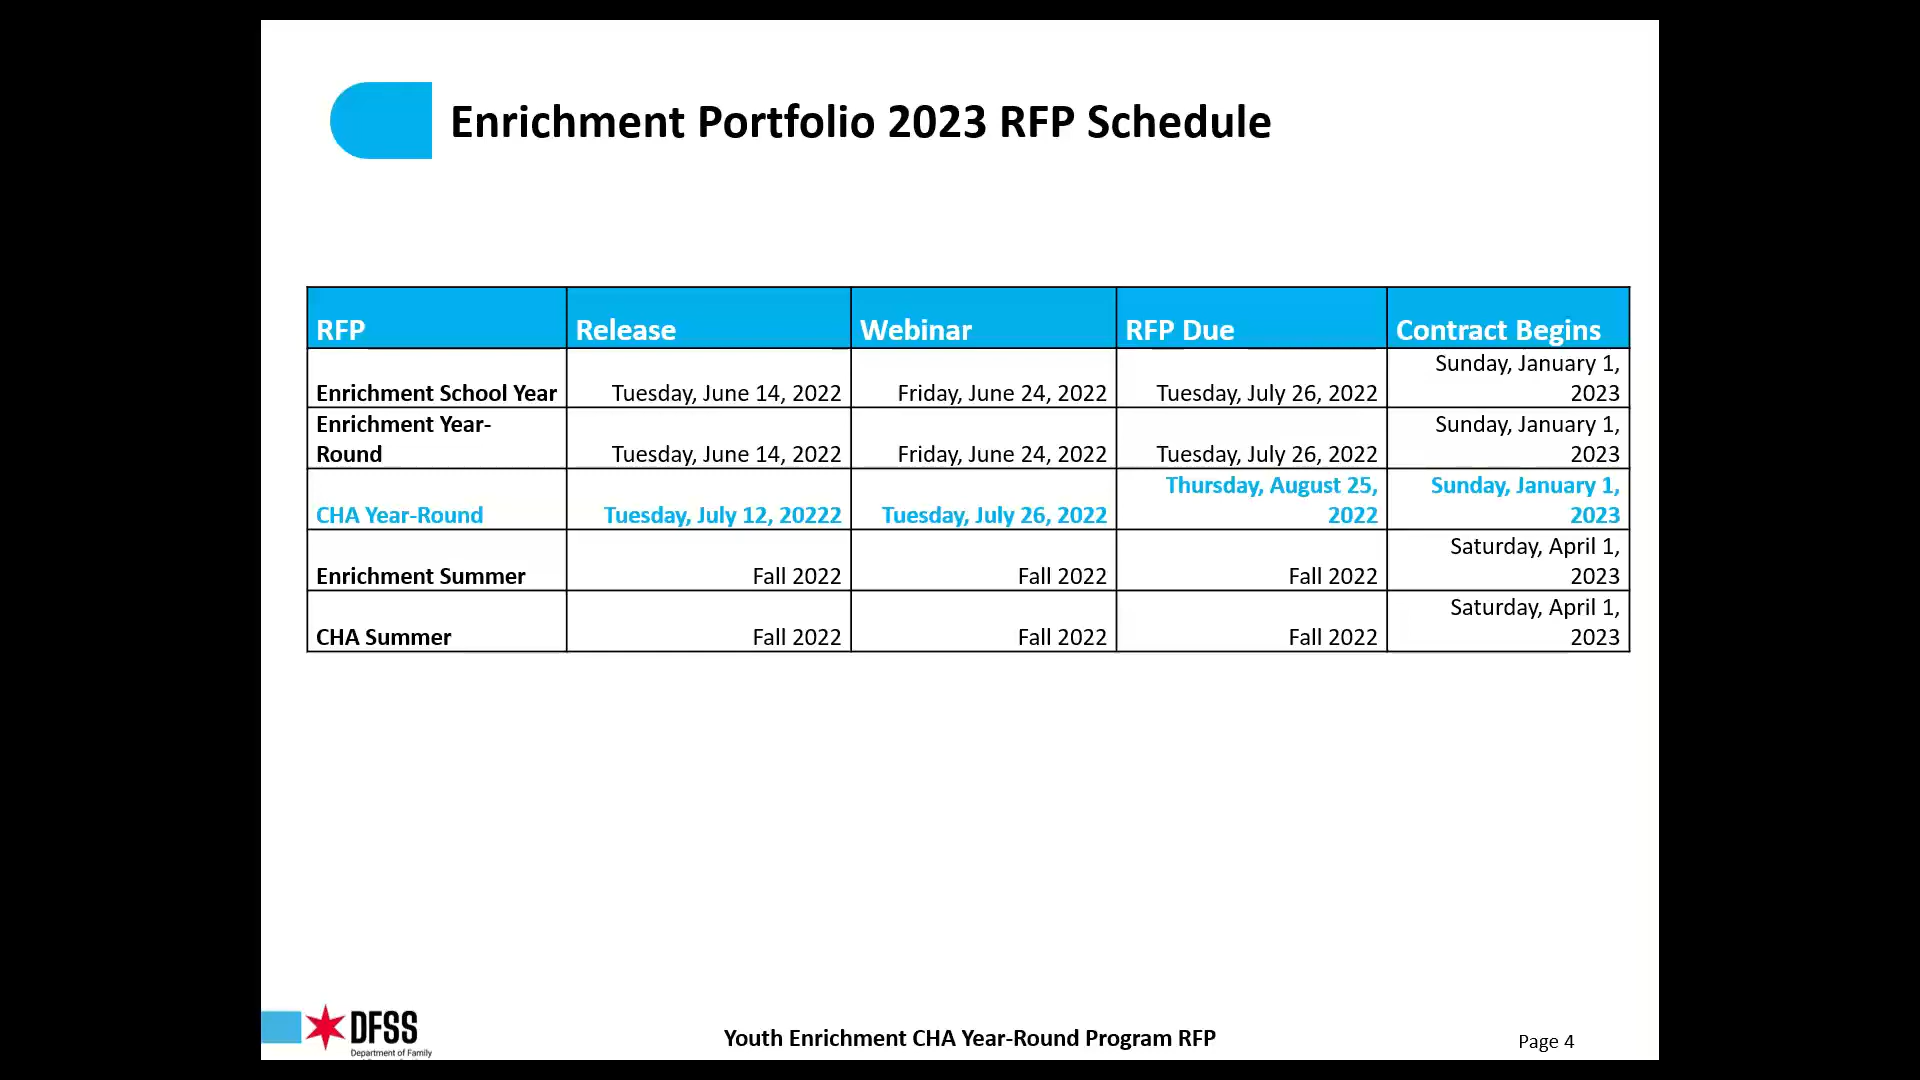 Enrichment Portfolio 2023 RFP Schedule
RFP Release Webinar RFP Due Contract Begins
Enrichment School Year Tuesday, June 14, 2022 Friday, June 24, 2022 Tuesday, July 26, 2022 Sunday, January 1,
2023
Enrichment Year-
Round Tuesday, June 14, 2022 Friday, June 24, 2022 Tuesday, July 26, 2022 Sunday, January 1,
2023
CHA Year-Round Tuesday, July 12, 20222 Tuesday, July 26, 2022 Thursday, August 25,
2022 Sunday, January 1,
2023
Enrichment Summer Fall 2022 Fall 2022 Fall 2022 Saturday, April 1,
2023
CHA Summer Fall 2022 Fall 2022 Fall 2022 Saturday, April 1,
2023
DFSS
Department of Family
Youth Enrichment CHA Year-Round Program RFP
Page 4